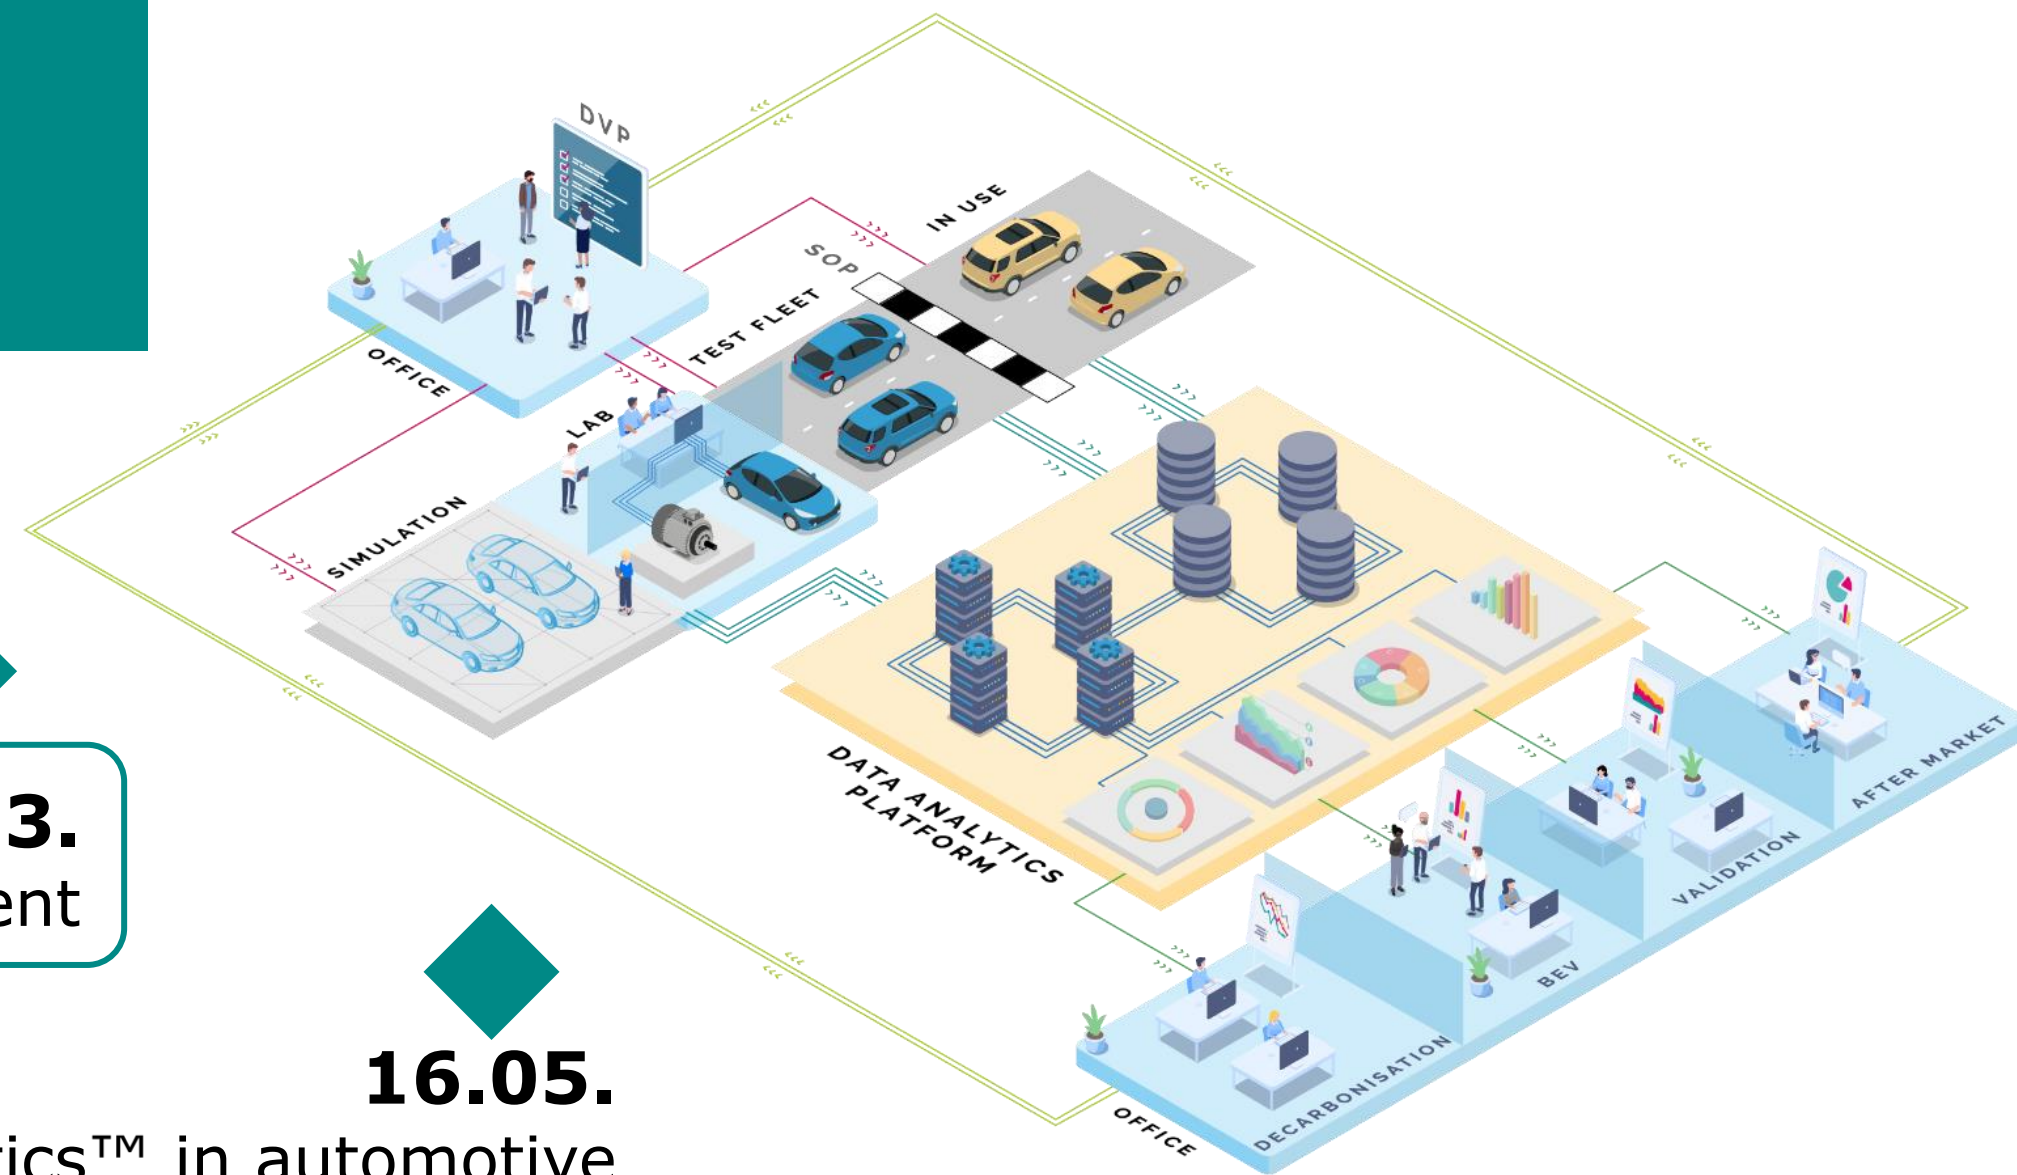 DVP
IN USE
SOP
TEST FLEET
OFFICE
LAB
SIMULATION
DATA ANALYTICS
PLATFORM
AFTER MARKET
VALIDATION
BEV
DECARBONISATION
OFFICE
3.
ent
16.05.
tics™ in automotive